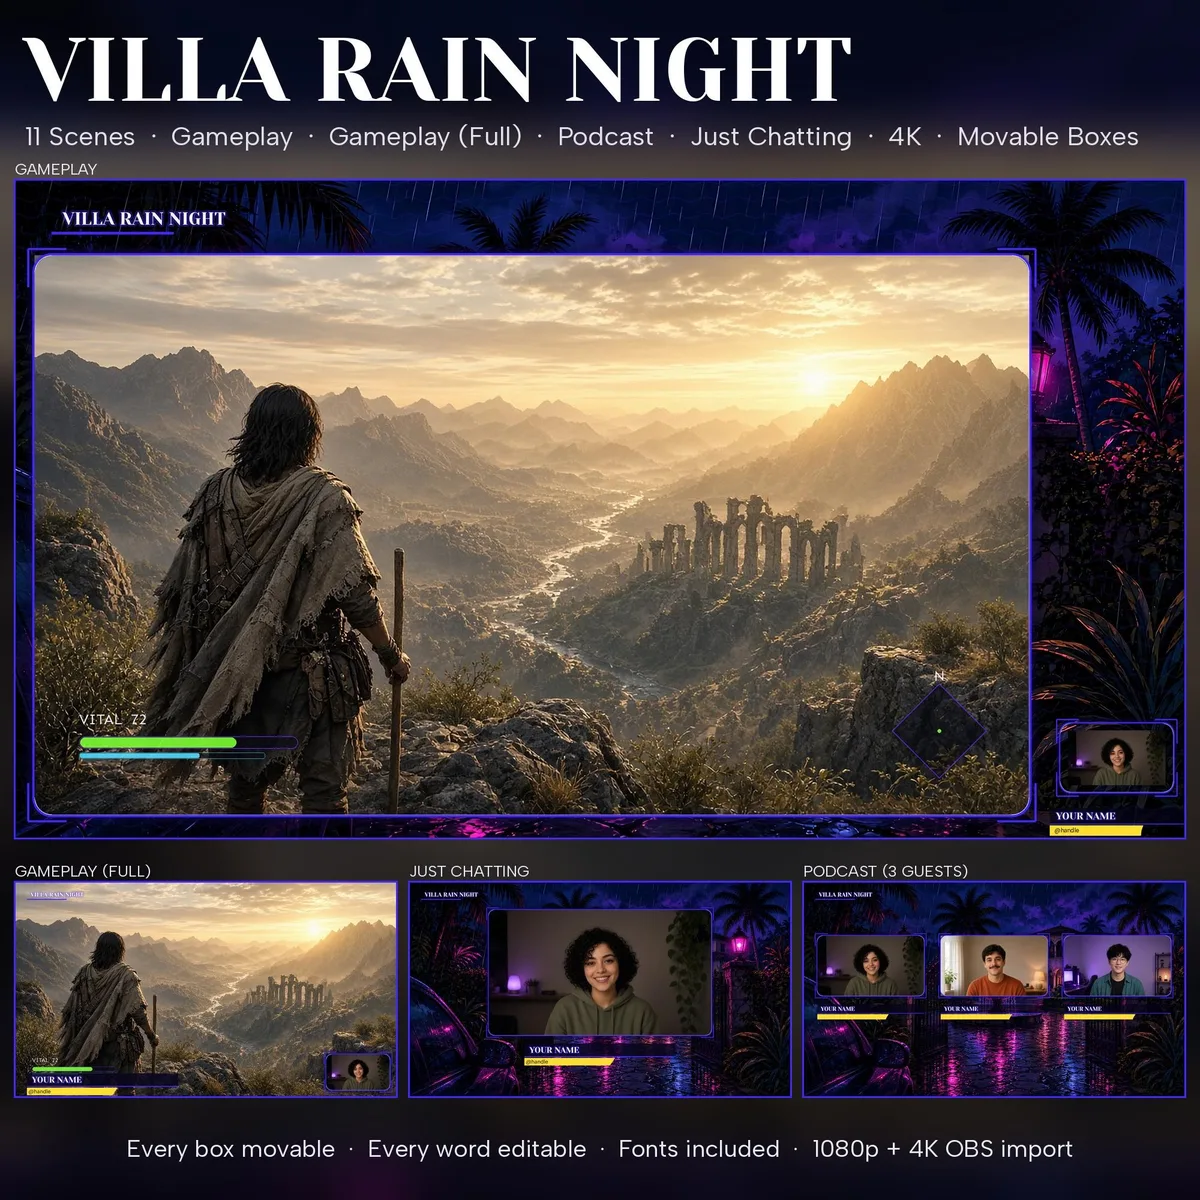 VILLA RAIN NIGHT
11 Scenes · Gameplay · Gameplay (Full) · Podcast · Just Chatting · 4K · Movable Boxes
GAMEPLAY
VILLA RAIN NIGHT
VITAL 72
N
YOUR NAME
@handle
GAMEPLAY (FULL)
JUST CHATTING
PODCAST (3 GUESTS)
VILLA RAIN NIGHT
VILLA RAIN NIGHT
VILLA RAIN NIGHT
VITAL 72
YOUR NAME
@handle
YOUR NAME
@handle
YOUR NAME
YOUR NAME
YOUR NAME
Every box movable · Every word editable · Fonts included · 1080p + 4K OBS import